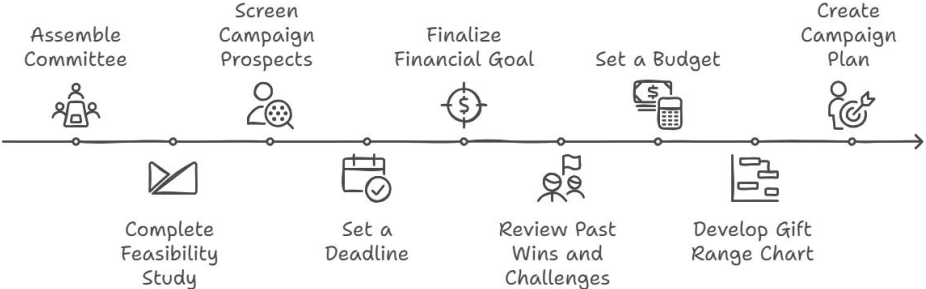 Assemble
Committee
Complete
Feasibility
Study
Screen
Campaign
Prospects
Set a
Deadline
Finalize
Financial Goal
$
Review Past
Wins and
Challenges
Set a Budget
$
Develop Gift
Range Chart
Create
Campaign
Plan